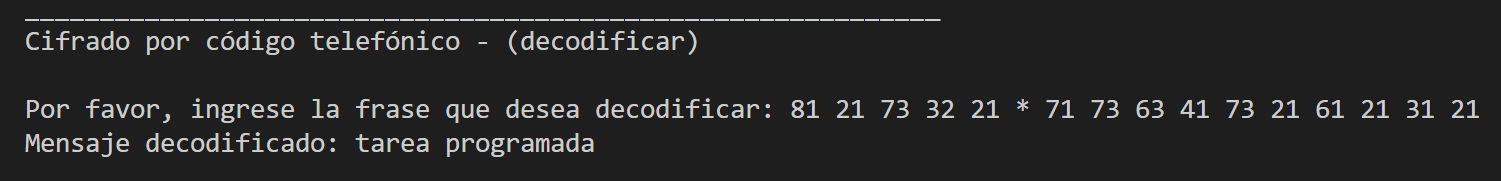 _____________________________________________________________
Cifrado por código telefónico - (decodificar)
Por favor, ingrese la frase que desea decodificar: 81 21 73 32 21 * 71 73 63 41 73 21 61 21 31 21
Mensaje decodificado: tarea programada